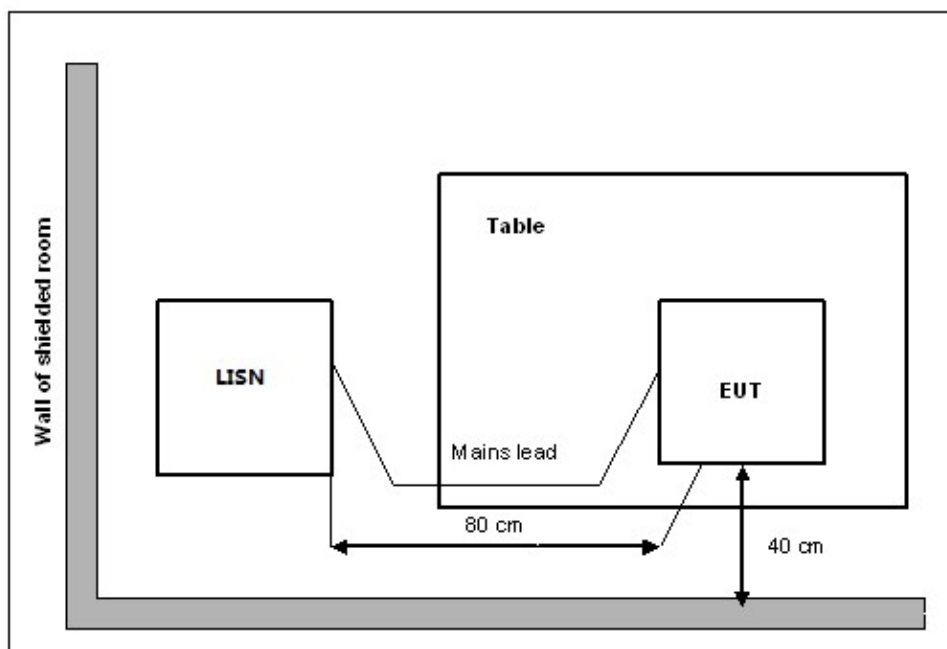 Wall of shielded room
Table
LISN
EUT
Mains lead
80 cm
40 cm